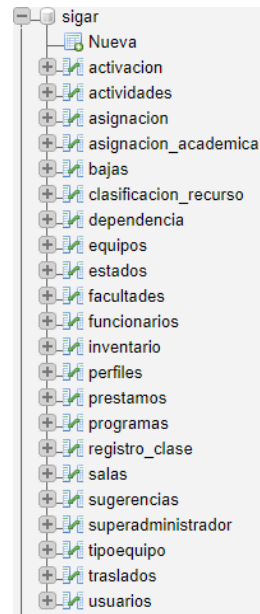 sigar
Nueva
activacion
actividades
asignacion
asignacion_academica
bajas
clasificacion_recurso
dependencia
equipos
estados
facultades
funcionarios
inventario
perfiles
prestamos
programas
registro_clase
salas
sugerencias
superadministrador
tipoequipo
traslados
usuarios